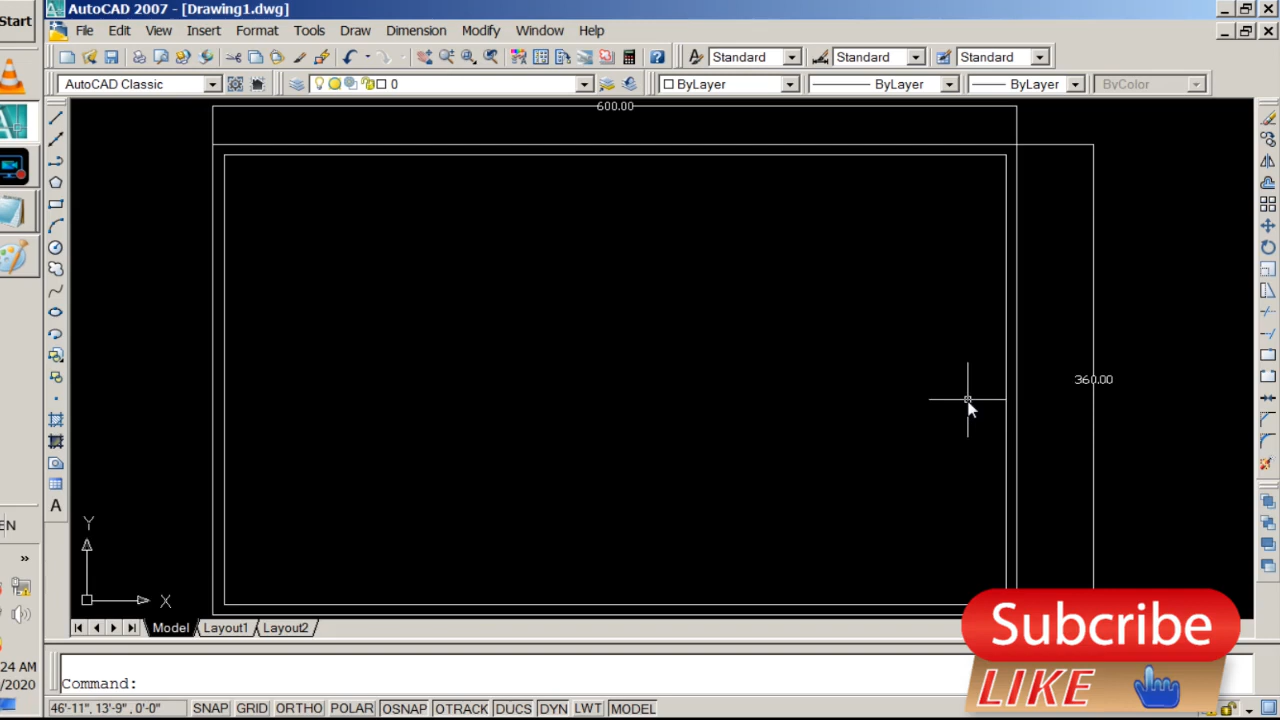 Start
AutoCAD 2007 - [Drawing1.dwg]
File Edit View Insert Format Tools Draw Dimension Modify Window Help
Standard Standard Standard
AutoCAD Classic 0 ByLayer ByLayer ByLayer ByColor
600.00
360.00
A
EN
»
Y
X
Model Layout1 Layout2
Subcribe
LIKE
24 AM
/2020
Command:
46'-11", 13'-9", 0'-0" SNAP GRID ORTHO POLAR OSNAP OTRACK DUCS DYN LWT MODEL